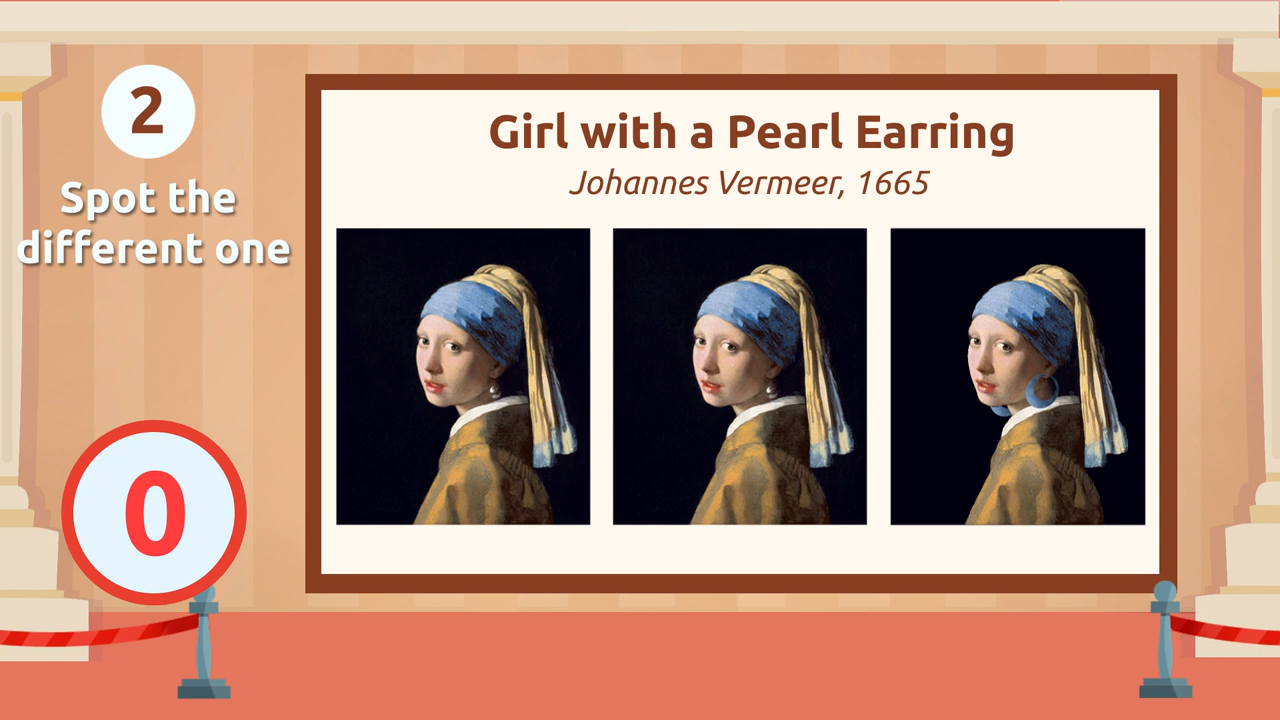 2
Spot the
different one
Girl with a Pearl Earring
Johannes Vermeer, 1665
0